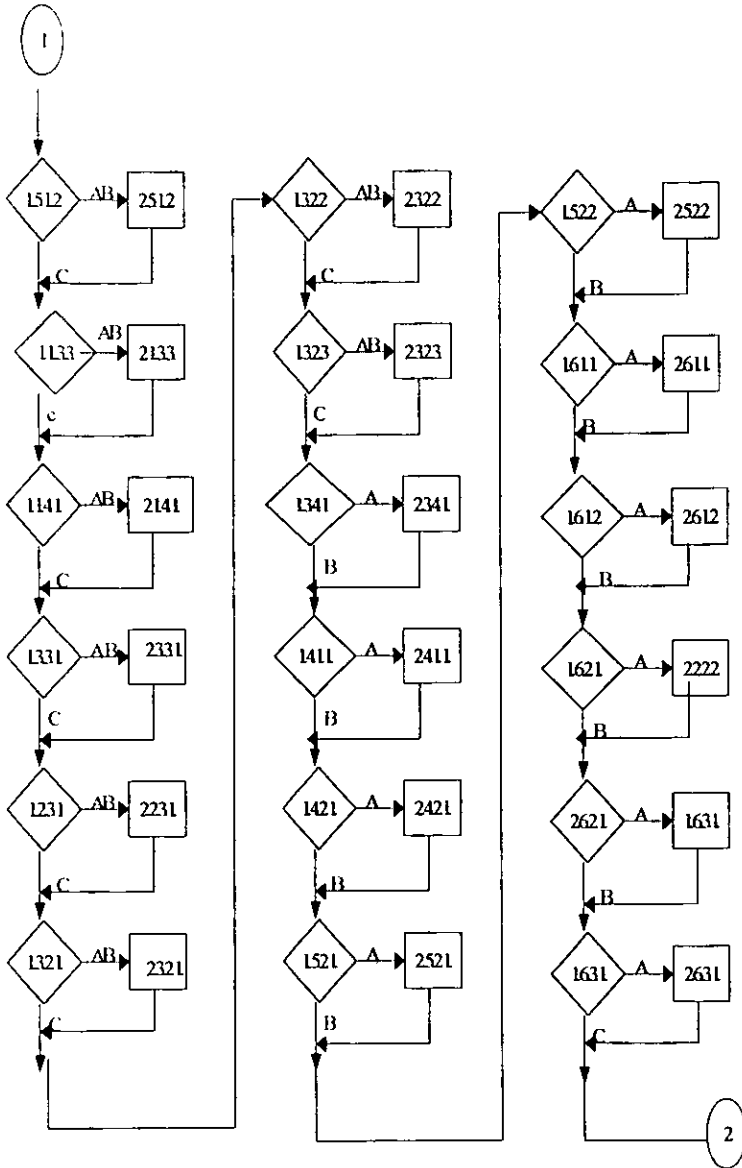 1
1512 AB 2512
C
1133 AB 2133
c
1141 AB 2141
C
1331 AB 2331
C
1231 AB 2231
C
1321 AB 2321
C
1322 AB 2322
C
1323 AB 2323
C
1341 A 2341
B
1411 A 2411
B
1421 A 2421
B
1521 A 2521
B
1522 A 2522
B
1611 A 2611
B
1612 A 2612
B
1621 A 2222
B
2621 A 1631
B
1631 A 2631
C
2